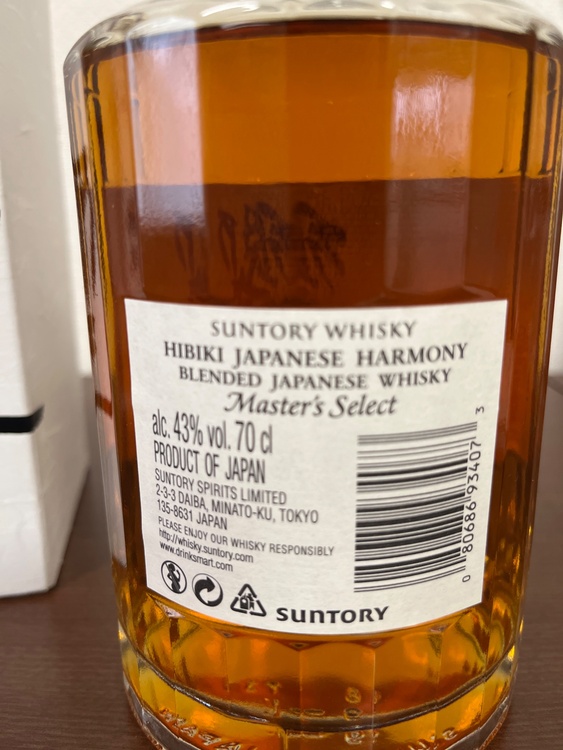 SUNTORY WHISKY
HIBIKI JAPANESE HARMONY
BLENDED JAPANESE WHISKY
Master's Select
alc. 43% vol. 70 cl
PRODUCT OF JAPAN
SUNTORY SPIRITS LIMITED
2-3-3 DAIBA, MINATO-KU, TOKYO
135-8631 JAPAN
PLEASE ENJOY OUR WHISKY RESPONSIBLY
http://whisky.suntory.com
www.drinksmart.com
SUNTORY
0 80686 93407 3